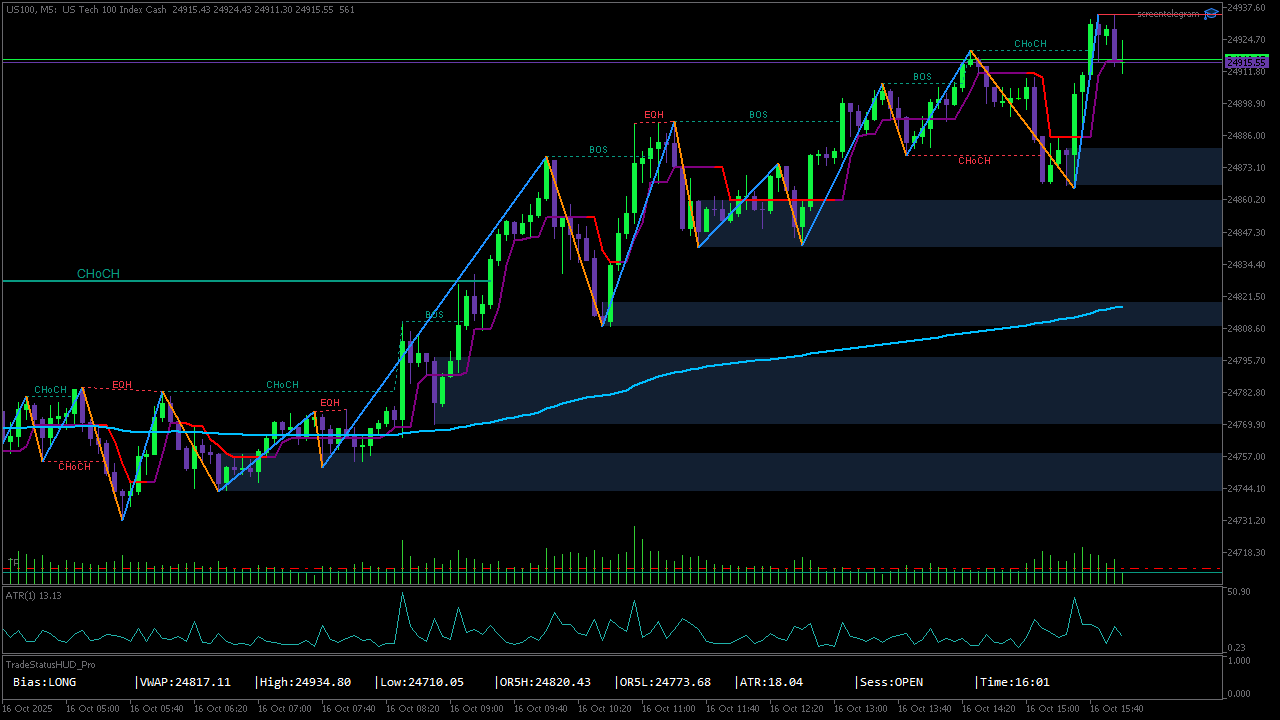 US100, M5: US Tech 100 Index Cash 24915.43 24924.43 24911.30 24915.55 561
screentelegram
24937.60
24924.70
24915.55
24911.80
24898.90
24886.00
24873.10
24860.20
24847.30
24834.40
24821.50
24808.60
24795.70
24782.80
24769.90
24757.00
24744.10
24731.20
24718.30
CHoCH
BOS
CHoCH
EQH
BOS
BOS
CHoCH
BOS
CHoCH
EQH
CHoCH
EQH
CHoCH
ATR(1) 13.13
50.90
0.23
TradeStatusHUD_Pro
1.000
Bias:LONG |VWAP:24817.11 |High:24934.80 |Low:24710.05 |OR5H:24820.43 |OR5L:24773.68 |ATR:18.04 |Sess:OPEN |Time:16:01
0.000
16 Oct 2025 16 Oct 05:00 16 Oct 05:40 16 Oct 06:20 16 Oct 07:00 16 Oct 07:40 16 Oct 08:20 16 Oct 09:00 16 Oct 09:40 16 Oct 10:20 16 Oct 11:00 16 Oct 11:40 16 Oct 12:20 16 Oct 13:00 16 Oct 13:40 16 Oct 14:20 16 Oct 15:00 16 Oct 15:40